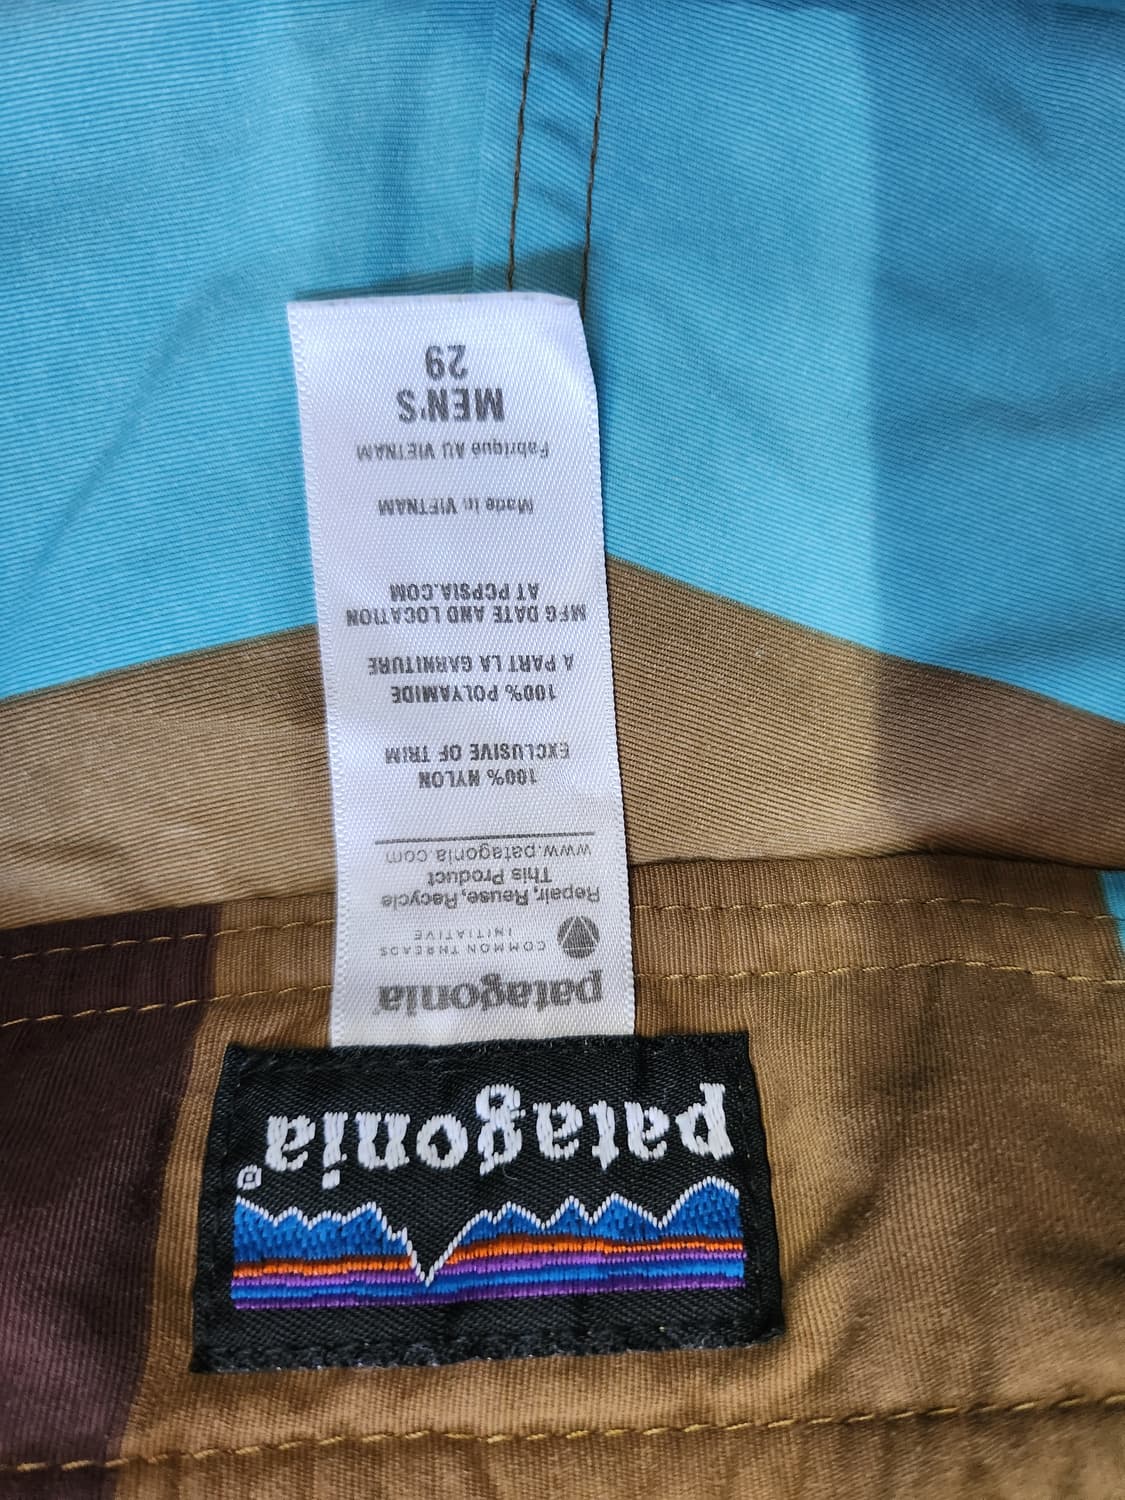 patagonia®
patagonia®
COMMON THREADS
INITIATIVE
Repair, Reuse, Recycle
This Product
www.patagonia.com
100% NYLON
EXCLUSIVE OF TRIM
100% POLYAMIDE
A PART LA GARNITURE
MFG DATE AND LOCATION
AT PCPSIA.COM
Made in VIETNAM
Fabriqué AU VIETNAM
MEN'S
29